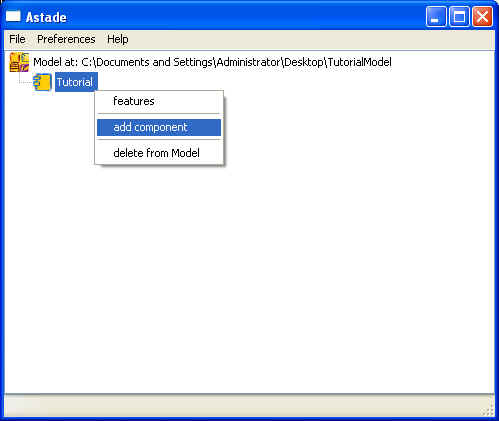 Astade
File Preferences Help
Model at: C:\Documents and Settings\Administrator\Desktop\TutorialModel
Tutorial
features
add component
delete from Model